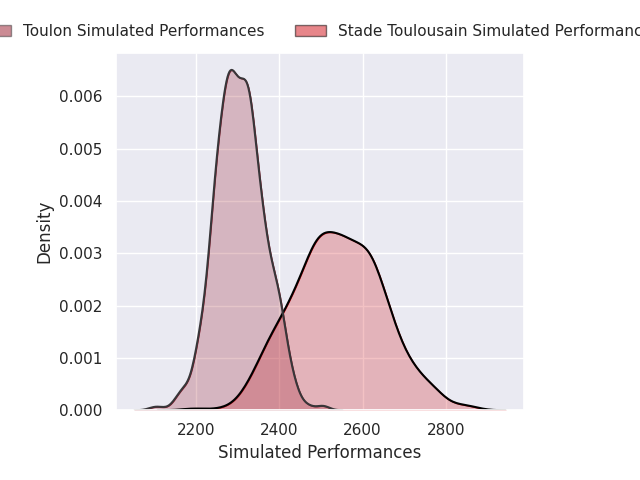 Toulon Simulated Performances
Stade Toulousain Simulated
0.006
0.005
0.004
0.003
0.002
0.001
0.000
Density
2200 2400 2600 2800
Simulated Performances